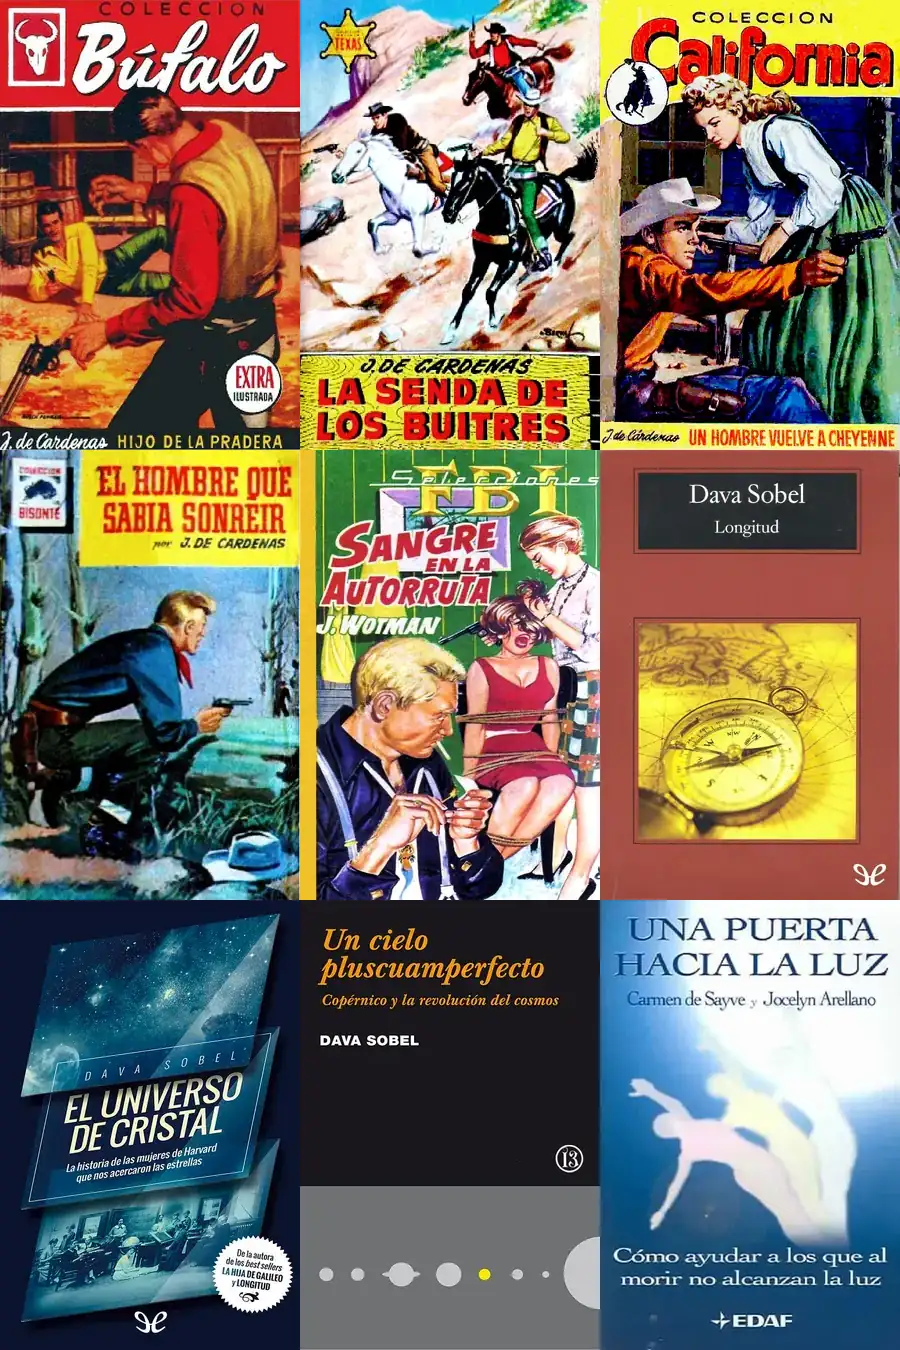 COLECCION
Búfalo
EXTRA
ILUSTRADA
J. de Cardenas HIJO DE LA PRADERA
TEXAS
J. DE CARDENAS
LA SENDA DE
LOS BUITRES
COLECCION
California
J. de Cárdenas UN HOMBRE VUELVE A CHEYENNE
COLECCION
BISONTE
EL HOMBRE QUE
SABIA SONREIR
por J. DE CARDENAS
Selecciones
FBI
SANGRE
EN LA
AUTORRUTA
J. WOTMAN
Dava Sobel
Longitud
DAVA SOBEL
EL UNIVERSO
DE CRISTAL
La historia de las mujeres de Harvard
que nos acercaron las estrellas
De la autora
de los best sellers
LA HIJA DE GALILEO
y LONGITUD
Un cielo
pluscuamperfecto
Copérnico y la revolución del cosmos
DAVA SOBEL
13
UNA PUERTA
HACIA LA LUZ
Carmen de Sayve y Jocelyn Arellano
Cómo ayudar a los que al
morir no alcanzan la luz
EDAF